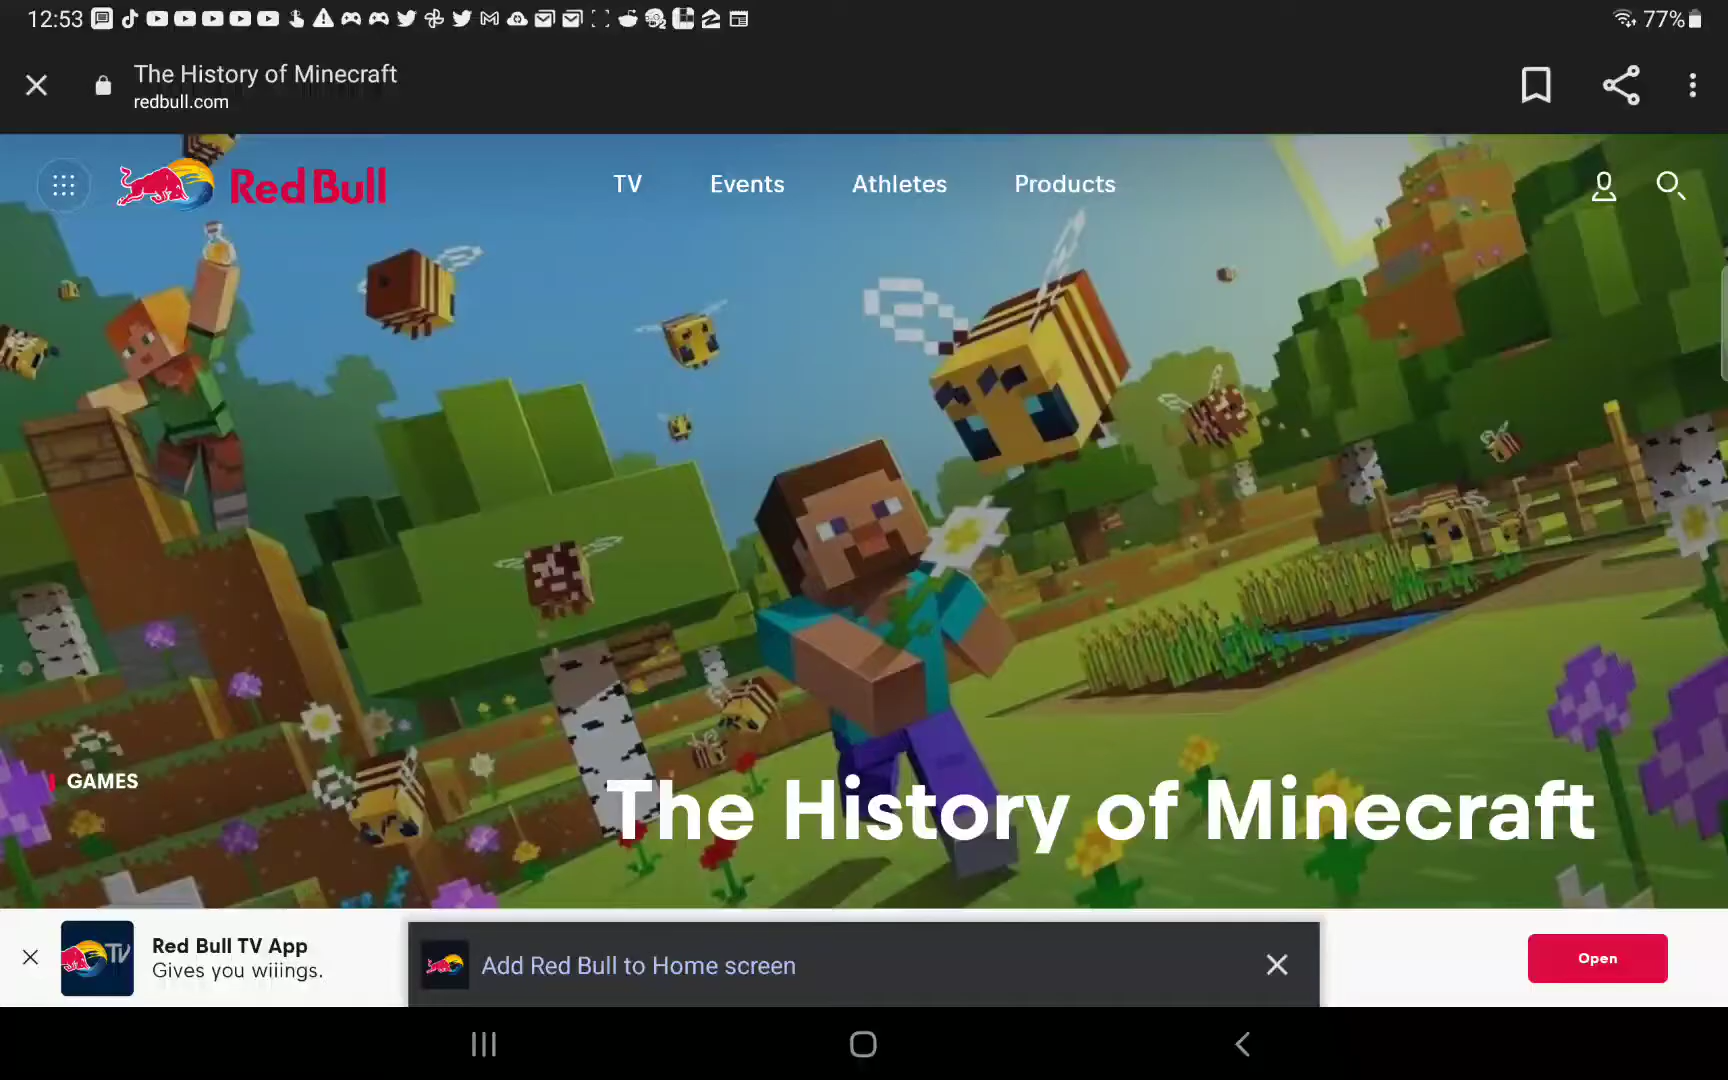 12:53
77%
The History of Minecraft
redbull.com
Red Bull
TV
Events
Athletes
Products
GAMES
The History of Minecraft
TV
Red Bull TV App
Gives you wiiings.
Add Red Bull to Home screen
Open